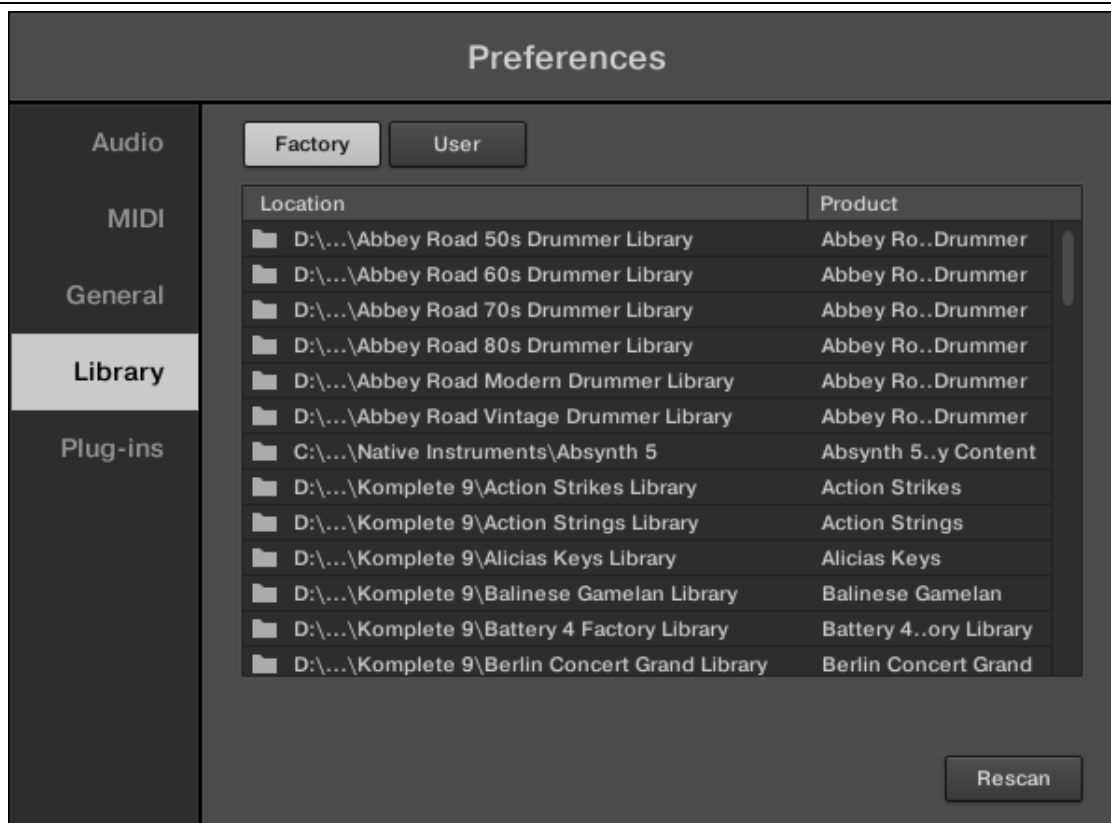 Preferences
Audio
MIDI
General
Library
Plug-ins
Factory User
Location Product
D:\...\Abbey Road 50s Drummer Library Abbey Ro..Drummer
D:\...\Abbey Road 60s Drummer Library Abbey Ro..Drummer
D:\...\Abbey Road 70s Drummer Library Abbey Ro..Drummer
D:\...\Abbey Road 80s Drummer Library Abbey Ro..Drummer
D:\...\Abbey Road Modern Drummer Library Abbey Ro..Drummer
D:\...\Abbey Road Vintage Drummer Library Abbey Ro..Drummer
C:\...\Native Instruments\Absynth 5 Absynth 5..y Content
D:\...\Komplete 9\Action Strikes Library Action Strikes
D:\...\Komplete 9\Action Strings Library Action Strings
D:\...\Komplete 9\Alicias Keys Library Alicias Keys
D:\...\Komplete 9\Balinese Gamelan Library Balinese Gamelan
D:\...\Komplete 9\Battery 4 Factory Library Battery 4..ory Library
D:\...\Komplete 9\Berlin Concert Grand Library Berlin Concert Grand
Rescan